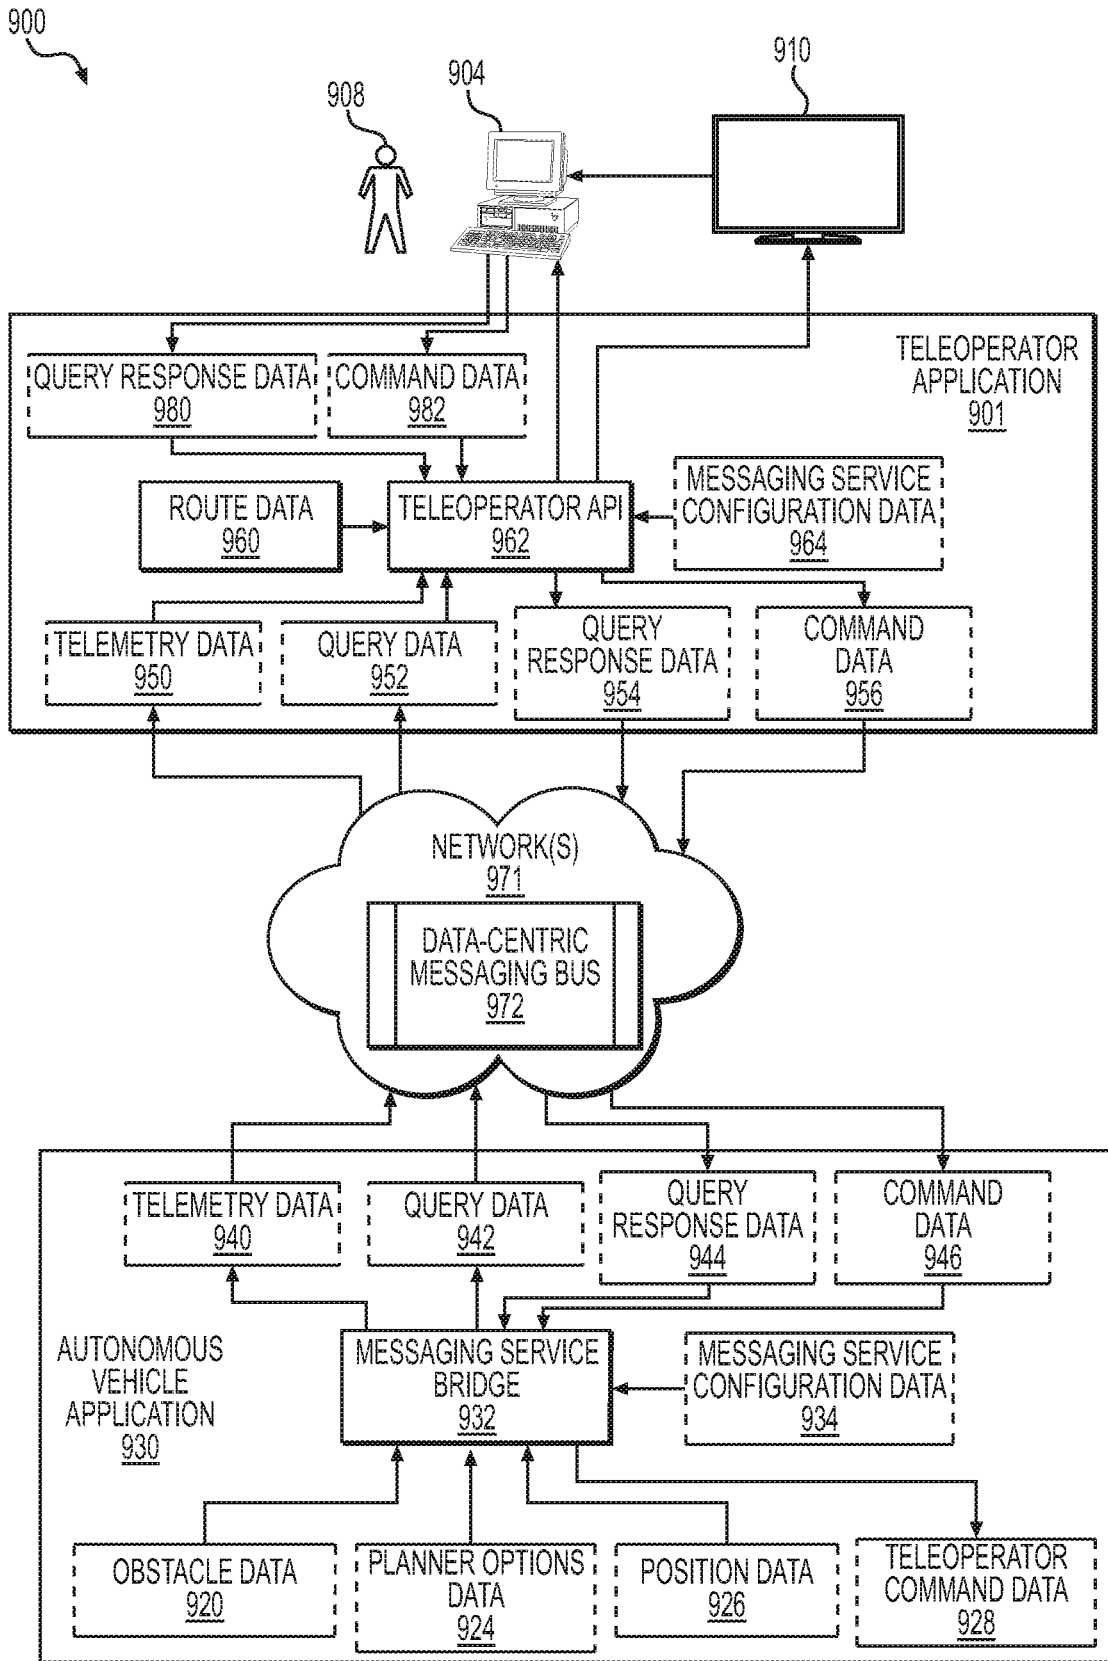 900
908
904
910
TELEOPERATOR
APPLICATION
901
QUERY RESPONSE DATA
980
COMMAND DATA
982
ROUTE DATA
960
TELEOPERATOR API
962
MESSAGING SERVICE
CONFIGURATION DATA
964
TELEMETRY DATA
950
QUERY DATA
952
QUERY
RESPONSE DATA
954
COMMAND
DATA
956
NETWORK(S)
971
DATA-CENTRIC
MESSAGING BUS
972
TELEMETRY DATA
940
QUERY DATA
942
QUERY
RESPONSE DATA
944
COMMAND
DATA
946
AUTONOMOUS
VEHICLE
APPLICATION
930
MESSAGING SERVICE
BRIDGE
932
MESSAGING SERVICE
CONFIGURATION DATA
934
OBSTACLE DATA
920
PLANNER OPTIONS
DATA
924
POSITION DATA
926
TELEOPERATOR
COMMAND DATA
928